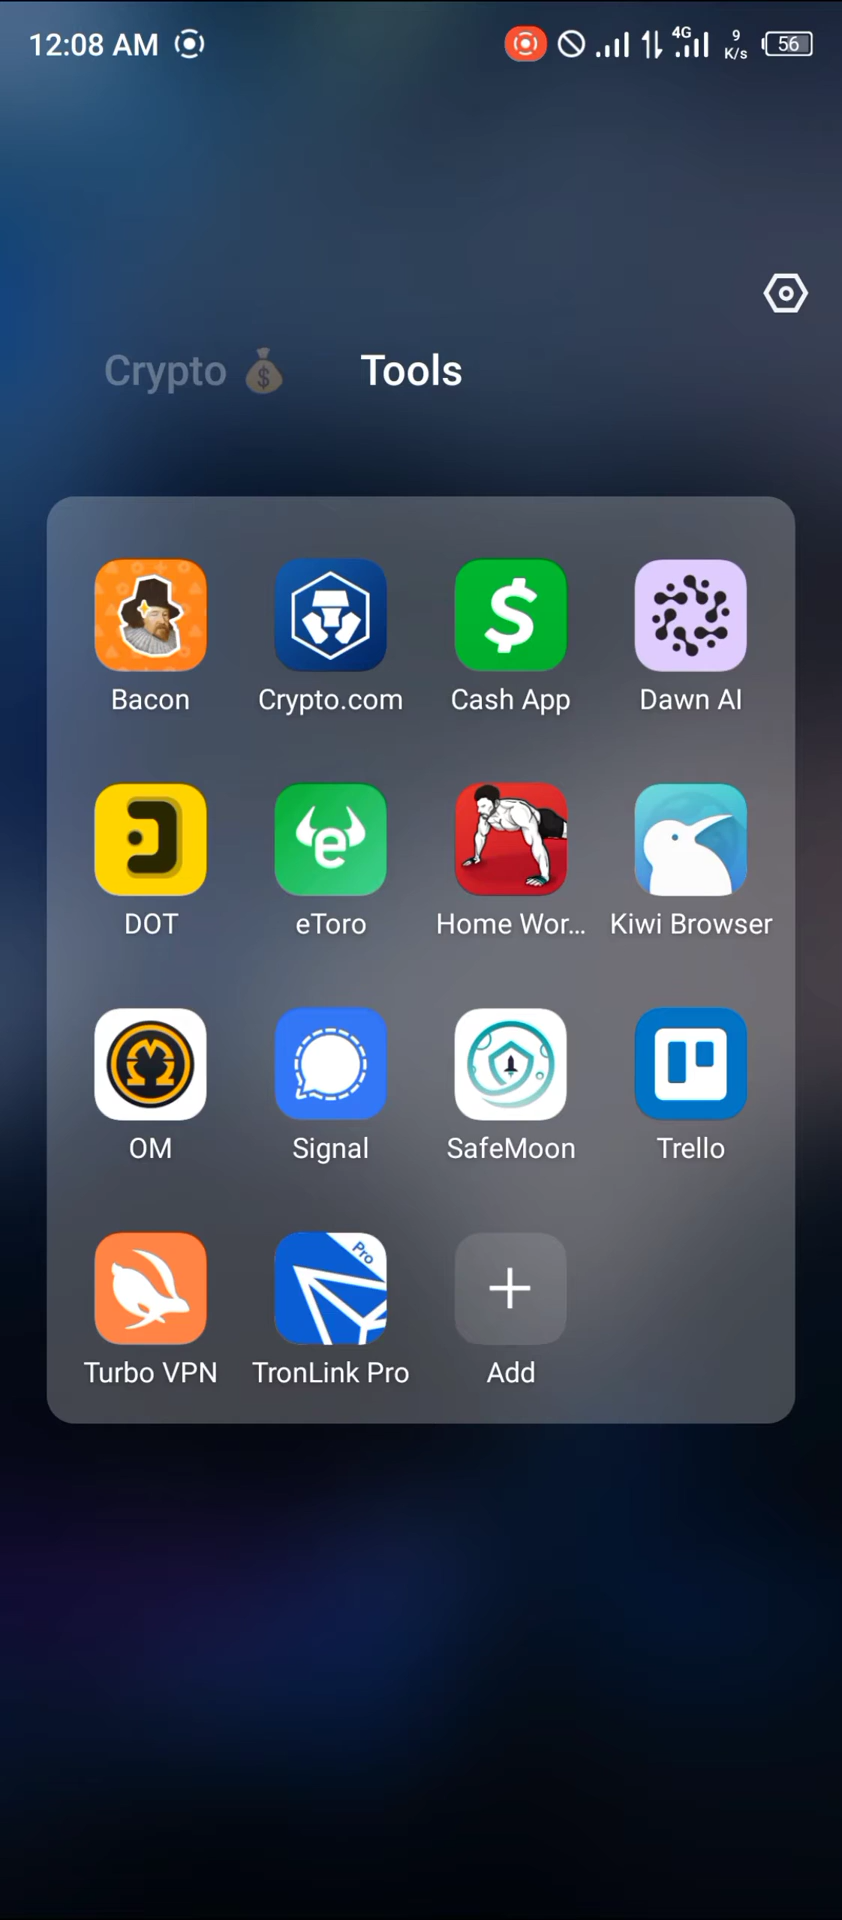 12:08 AM 4G 9 K/s 56
Crypto 💰 Tools
Bacon Crypto.com Cash App Dawn AI
DOT eToro Home Wor... Kiwi Browser
OM Signal SafeMoon Trello
Pro
Turbo VPN TronLink Pro Add